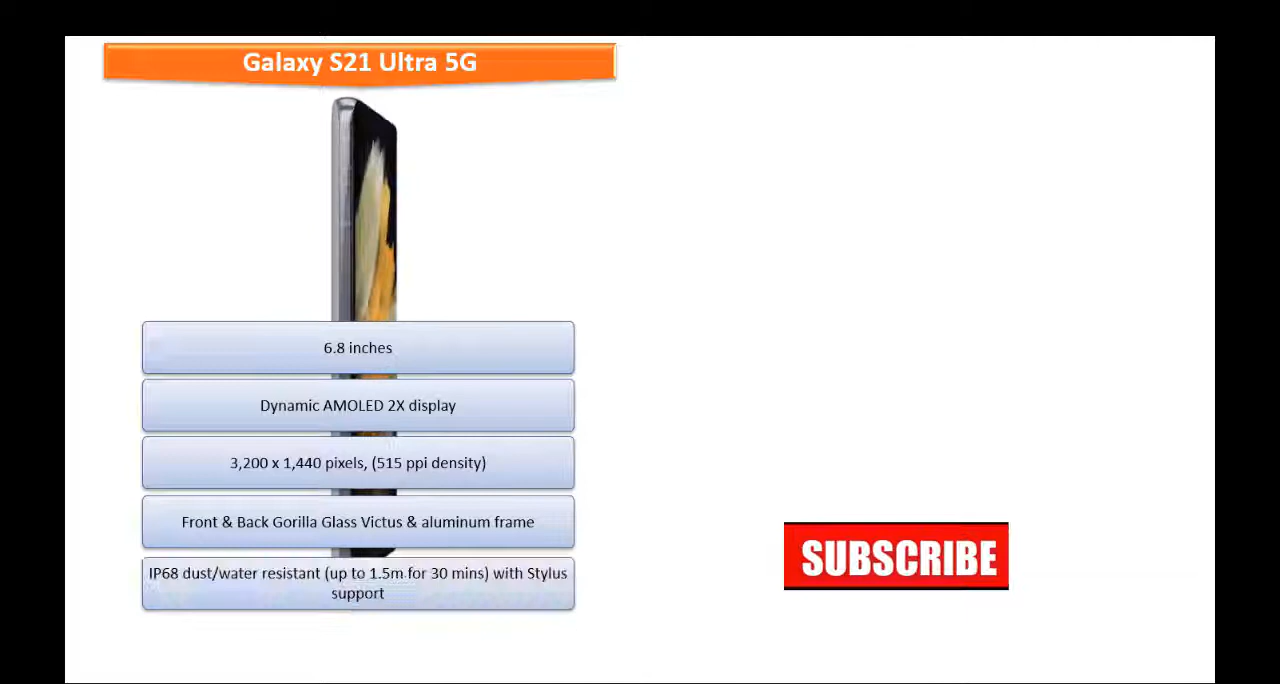 Galaxy S21 Ultra 5G
6.8 inches
Dynamic AMOLED 2X display
3,200 x 1,440 pixels, (515 ppi density)
Front & Back Gorilla Glass Victus & aluminum frame
IP68 dust/water resistant (up to 1.5m for 30 mins) with Stylus
support
SUBSCRIBE